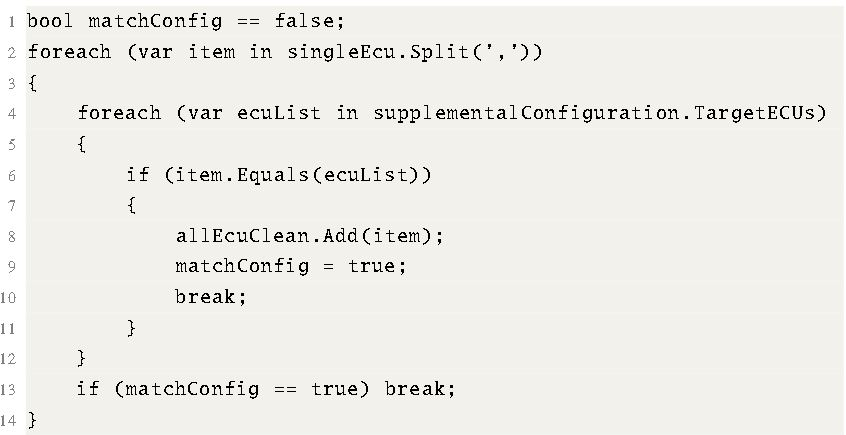 1 bool matchConfig == false;
2 foreach (var item in singleEcu.Split(','))
3 {
4     foreach (var ecuList in supplementalConfiguration.TargetECUs)
5     {
6         if (item.Equals(ecuList))
7         {
8             allEcuClean.Add(item);
9             matchConfig = true;
10             break;
11         }
12     }
13     if (matchConfig == true) break;
14 }